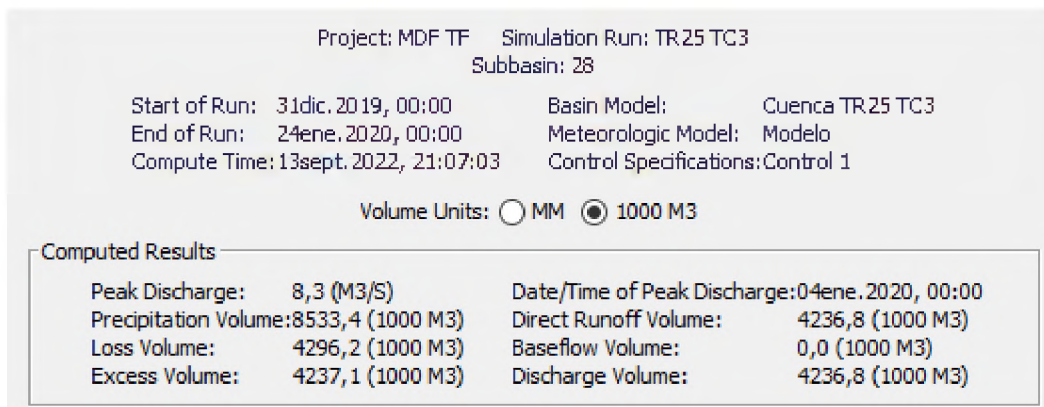 Project: MDF TF Simulation Run: TR25 TC3
Subbasin: 28
Start of Run: 31dic.2019, 00:00 Basin Model: Cuenca TR25 TC3
End of Run: 24ene.2020, 00:00 Meteorologic Model: Modelo
Compute Time:13sept.2022, 21:07:03 Control Specifications:Control 1
Volume Units: MM 1000 M3
Computed Results
Peak Discharge: 8,3 (M3/S) Date/Time of Peak Discharge:04ene.2020, 00:00
Precipitation Volume:8533,4 (1000 M3) Direct Runoff Volume: 4236,8 (1000 M3)
Loss Volume: 4296,2 (1000 M3) Baseflow Volume: 0,0 (1000 M3)
Excess Volume: 4237,1 (1000 M3) Discharge Volume: 4236,8 (1000 M3)